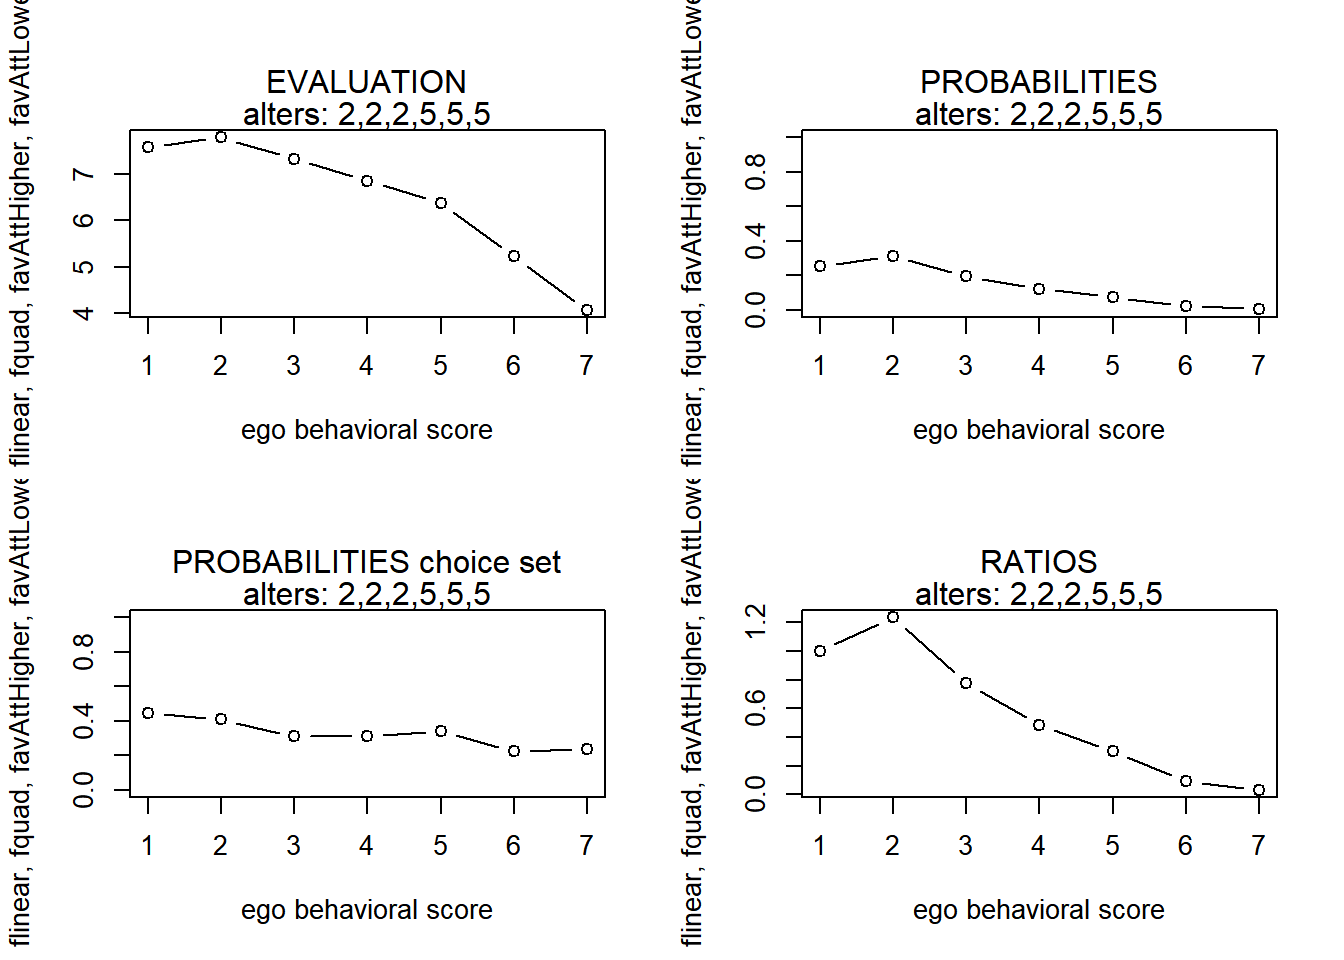 EVALUATION
alters: 2,2,2,5,5,5
flinear, fquad, favAttHigher, favAttLowe
7
6
5
4
1 2 3 4 5 6 7
ego behavioral score
PROBABILITIES
alters: 2,2,2,5,5,5
flinear, fquad, favAttHigher, favAttLowe
0.8
0.4
0.0
1 2 3 4 5 6 7
ego behavioral score
PROBABILITIES choice set
alters: 2,2,2,5,5,5
flinear, fquad, favAttHigher, favAttLowe
0.8
0.4
0.0
1 2 3 4 5 6 7
ego behavioral score
RATIOS
alters: 2,2,2,5,5,5
flinear, fquad, favAttHigher, favAttLowe
1.2
0.6
0.0
1 2 3 4 5 6 7
ego behavioral score